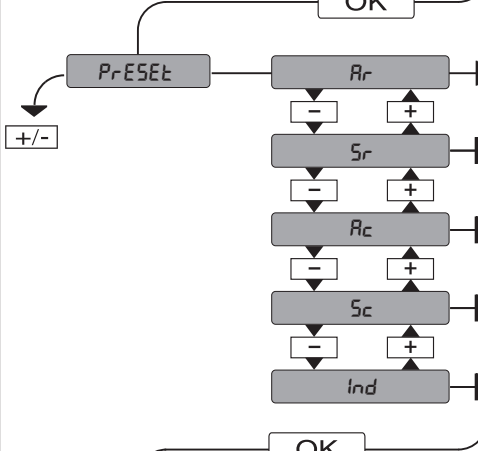 OK
PrESEt Ar
- +
+/-
Sr
- +
Ac
- +
Sc
- +
Ind
OK